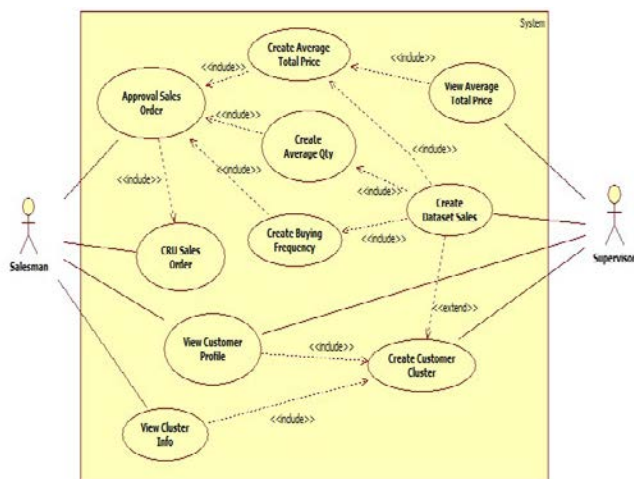 System
Create Average
Total Price
<<include>>
<<include>>
Approval Sales
Order
View Average
Total Price
<<include>>
Create
Average Qty
<<include>>
<<include>>
<<include>>
Create
Dataset Sales
Create Buying
Frequency
<<include>>
CRU Sales
Order
Salesman
Supervisor
<<extend>>
View Customer
Profile
<<include>>
Create Customer
Cluster
<<include>>
View Cluster
Info